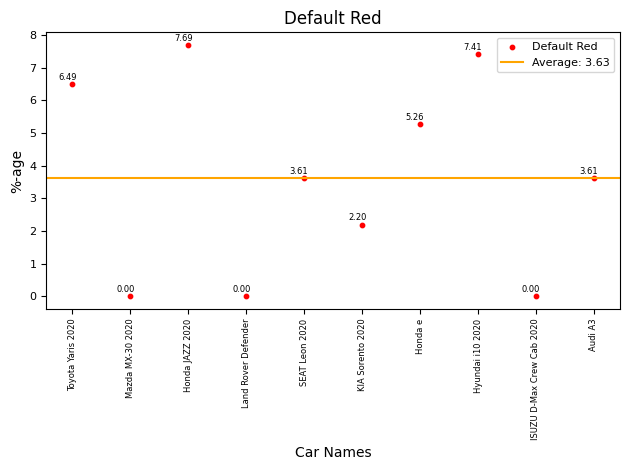 Default Red
8
7
6
5
4
3
2
1
0
%-age
6.49
0.00
7.69
0.00
3.61
2.20
5.26
7.41
0.00
3.61
Default Red
Average: 3.63
Toyota Yaris 2020
Mazda MX-30 2020
Honda JAZZ 2020
Land Rover Defender
SEAT Leon 2020
KIA Sorento 2020
Honda e
Hyundai i10 2020
ISUZU D-Max Crew Cab 2020
Audi A3
Car Names